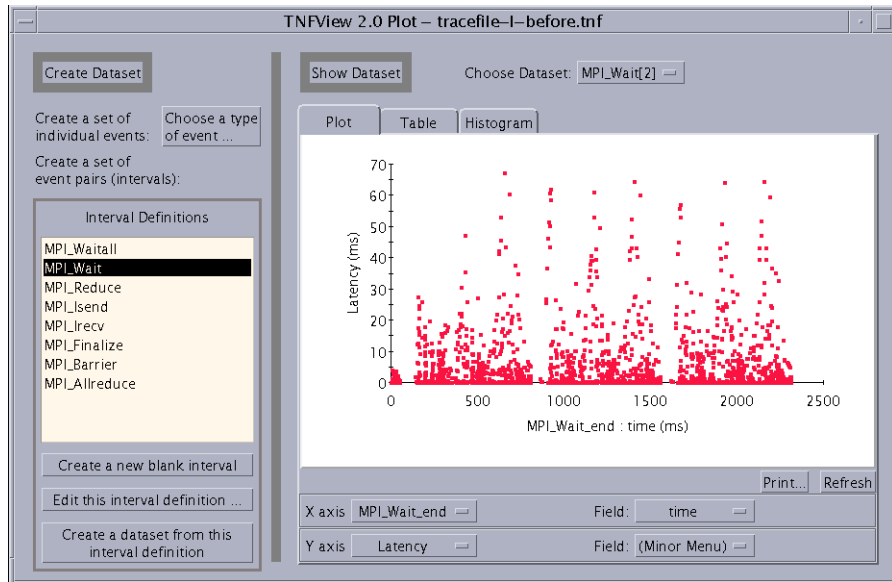 TNFView 2.0 Plot – tracefile–I–before.tnf
Create Dataset
Create a set of
individual events:
Choose a type
of event ...
Create a set of
event pairs (intervals):
Interval Definitions
MPI_Waitall
MPI_Wait
MPI_Reduce
MPI_Isend
MPI_Irecv
MPI_Finalize
MPI_Barrier
MPI_Allreduce
Create a new blank interval
Edit this interval definition ...
Create a dataset from this
interval definition
Show Dataset
Choose Dataset: MPI_Wait[2]
Plot
Table
Histogram
Latency (ms)
70
60
50
40
30
20
10
0
0 500 1000 1500 2000 2500
MPI_Wait_end : time (ms)
Print... Refresh
X axis MPI_Wait_end Field: time
Y axis Latency Field: (Minor Menu)